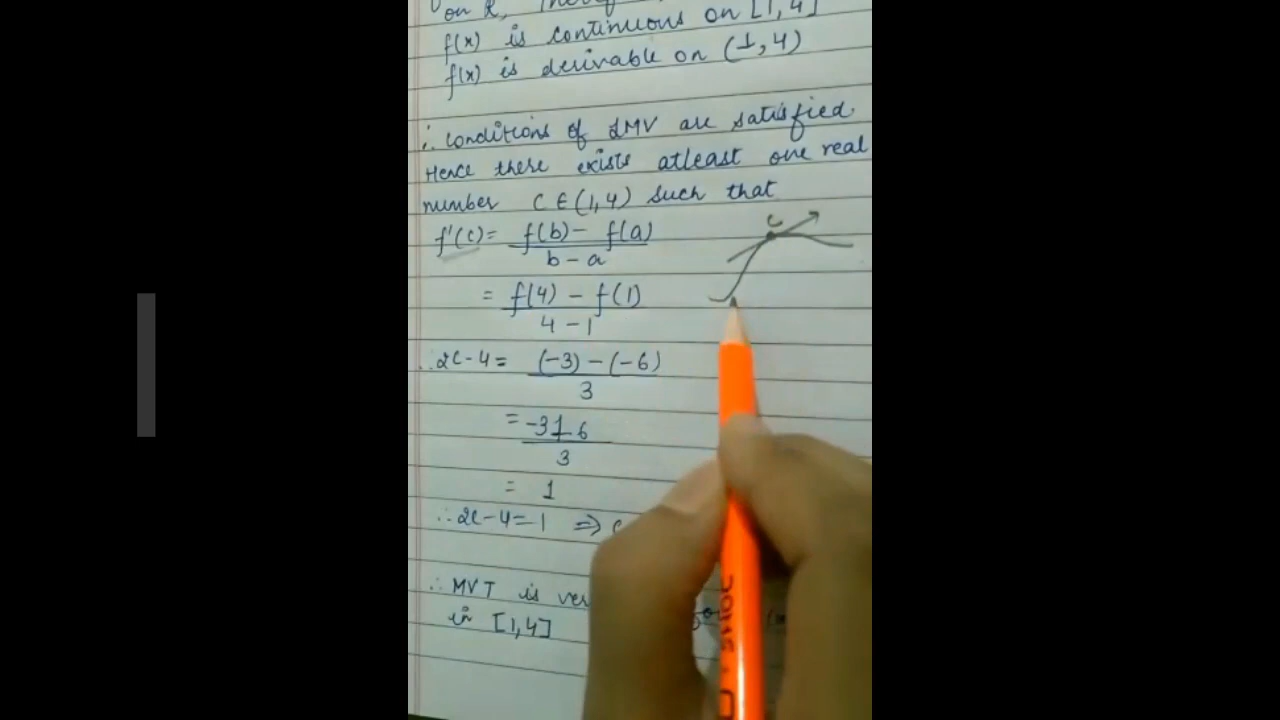 on R,
f(x) is continuous on [1,4]
f(x) is derivable on (1,4)
∴ conditions of LMV are satisfied.
Hence there exists atleast one real
number C ∈ (1,4) such that
f'(c) = f(b) - f(a)
b - a
C
= f(4) - f(1)
4 - 1
∴ 2c - 4 = (-3) - (-6)
3
= -3 + 6
3
= 1
∴ 2c - 4 = 1 ⇒ c
∴ MVT is
in [1,4]